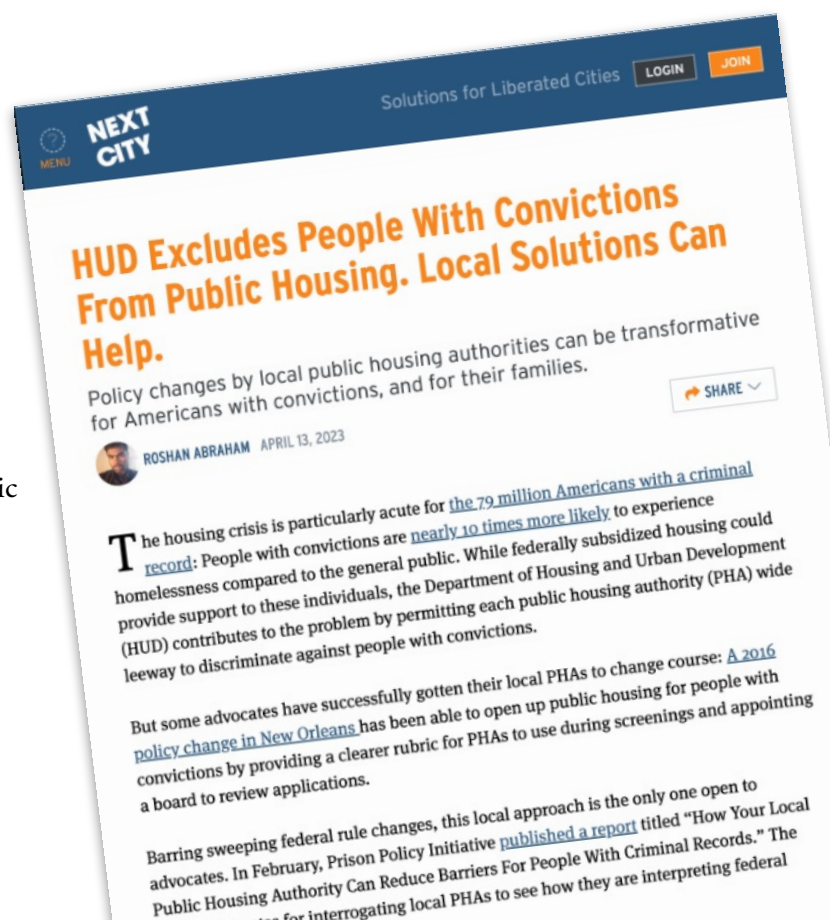 Solutions for Liberated Cities
LOGIN
JOIN
MENU
NEXT
CITY
HUD Excludes People With Convictions
From Public Housing. Local Solutions Can
Help.
Policy changes by local public housing authorities can be transformative
for Americans with convictions, and for their families.
SHARE
ROSHAN ABRAHAM APRIL 13, 2023
ic
The housing crisis is particularly acute for the 79 million Americans with a criminal
record: People with convictions are nearly 10 times more likely to experience
homelessness compared to the general public. While federally subsidized housing could
provide support to these individuals, the Department of Housing and Urban Development
(HUD) contributes to the problem by permitting each public housing authority (PHA) wide
leeway to discriminate against people with convictions.
But some advocates have successfully gotten their local PHAs to change course: A 2016
policy change in New Orleans has been able to open up public housing for people with
convictions by providing a clearer rubric for PHAs to use during screenings and appointing
a board to review applications.
Barring sweeping federal rule changes, this local approach is the only one open to
advocates. In February, Prison Policy Initiative published a report titled “How Your Local
Public Housing Authority Can Reduce Barriers For People With Criminal Records.” The
for interrogating local PHAs to see how they are interpreting federal